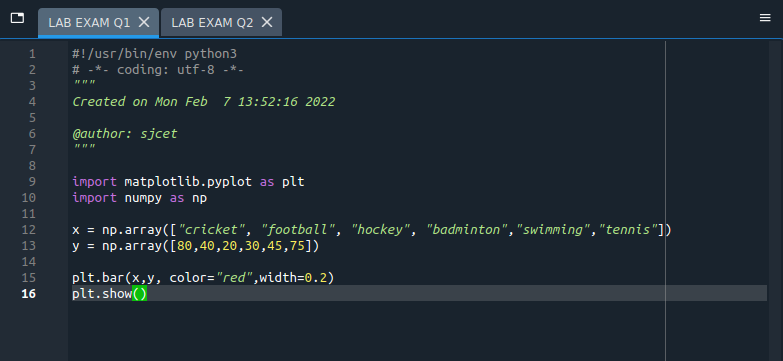 LAB EXAM Q1 LAB EXAM Q2
1 #!/usr/bin/env python3
2 # -*- coding: utf-8 -*-
3 """
4 Created on Mon Feb  7 13:52:16 2022
5
6 @author: sjcet
7 """
8
9 import matplotlib.pyplot as plt
10 import numpy as np
11
12 x = np.array(["cricket", "football", "hockey", "badminton","swimming","tennis"])
13 y = np.array([80,40,20,30,45,75])
14
15 plt.bar(x,y, color="red",width=0.2)
16 plt.show()